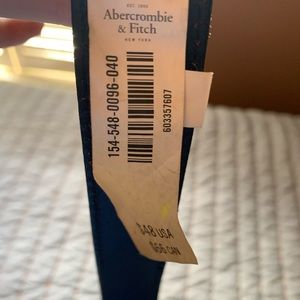 EST. 1892
Abercrombie
& Fitch
NEW YORK
154-548-0096-040
603357607
$48 USA
$66 CAN